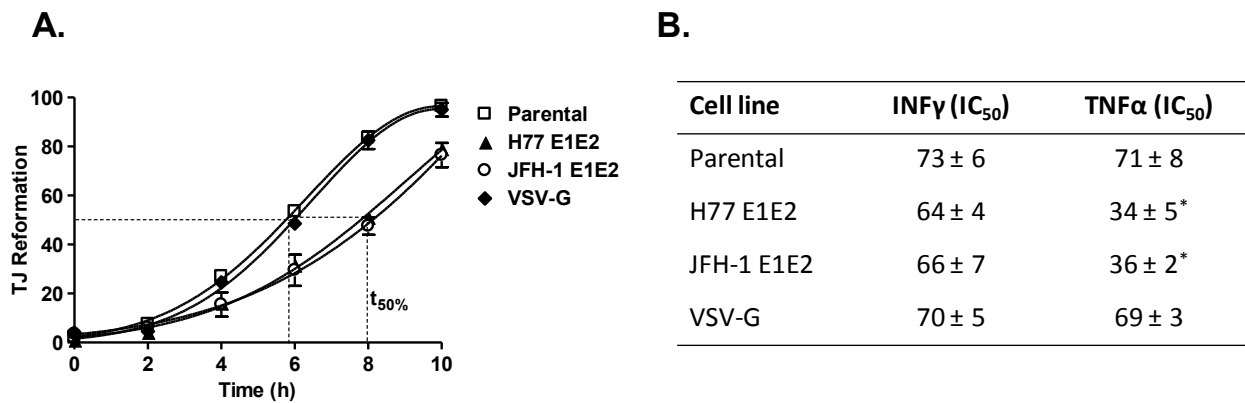 A.
100
80
60
40
20
0
TJ Reformation
0 2 4 6 8 10
Time (h)
t50%
Parental
H77 E1E2
JFH-1 E1E2
VSV-G
B.
Cell line INFγ (IC50) TNFα (IC50)
Parental 73 ± 6 71 ± 8
H77 E1E2 64 ± 4 34 ± 5*
JFH-1 E1E2 66 ± 7 36 ± 2*
VSV-G 70 ± 5 69 ± 3